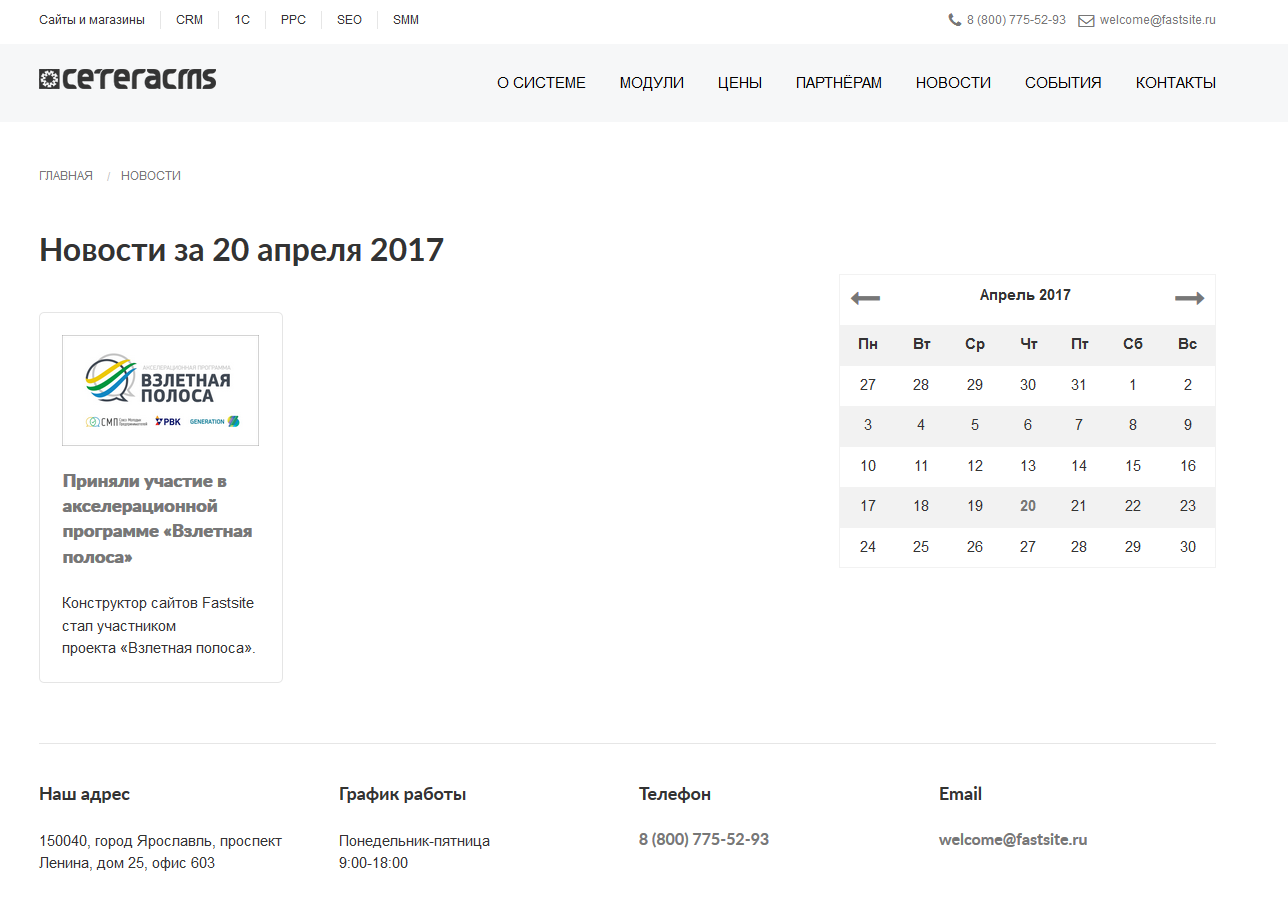 Сайты и магазины CRM 1C PPC SEO SMM 8 (800) 775-52-93 welcome@fastsite.ru
cетегаcms О СИСТЕМЕ МОДУЛИ ЦЕНЫ ПАРТНЁРАМ НОВОСТИ СОБЫТИЯ КОНТАКТЫ
ГЛАВНАЯ / НОВОСТИ
Новости за 20 апреля 2017
АКСЕЛЕРАЦИОННАЯ ПРОГРАММА
ВЗЛЕТНАЯ
ПОЛОСА
СМП РВК GENERATION
Приняли участие в
акселерационной
программе «Взлетная
полоса»
Конструктор сайтов Fastsite
стал участником
проекта «Взлетная полоса».
Апрель 2017
Пн Вт Ср Чт Пт Сб Вс
27 28 29 30 31 1 2
3 4 5 6 7 8 9
10 11 12 13 14 15 16
17 18 19 20 21 22 23
24 25 26 27 28 29 30
Наш адрес
150040, город Ярославль, проспект
Ленина, дом 25, офис 603
График работы
Понедельник-пятница
9:00-18:00
Телефон
8 (800) 775-52-93
Email
welcome@fastsite.ru